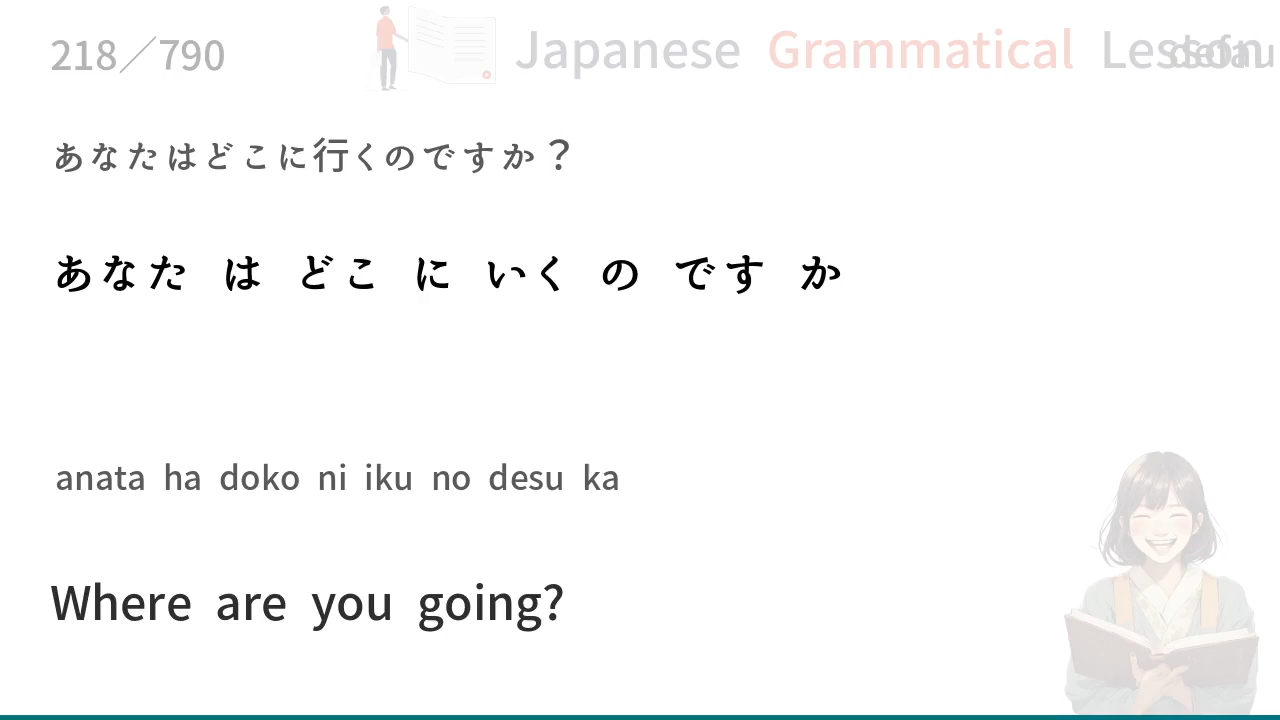 218／790
Japanese Grammatical Lesson
defau
あなたはどこに行くのですか？
あなた は どこ に いく の です か
anata ha doko ni iku no desu ka
Where are you going?